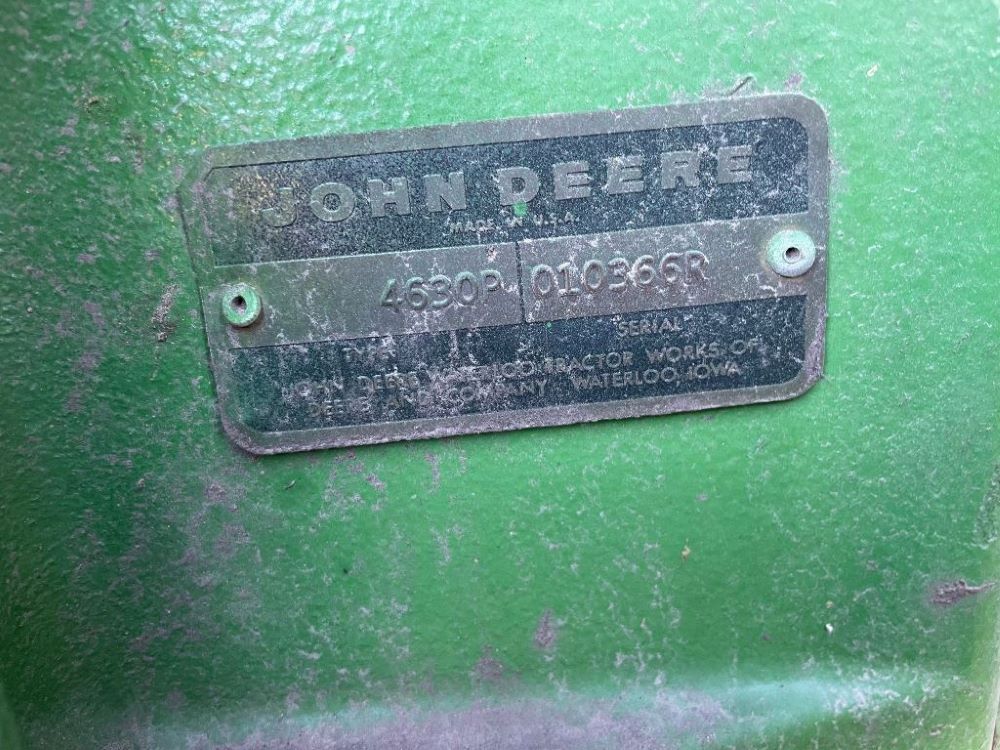 JOHN DEERE
MADE IN U.S.A.
4630P 010366R
TYPE SERIAL
JOHN DEERE WATERLOO TRACTOR WORKS OF
DEERE AND COMPANY WATERLOO, IOWA